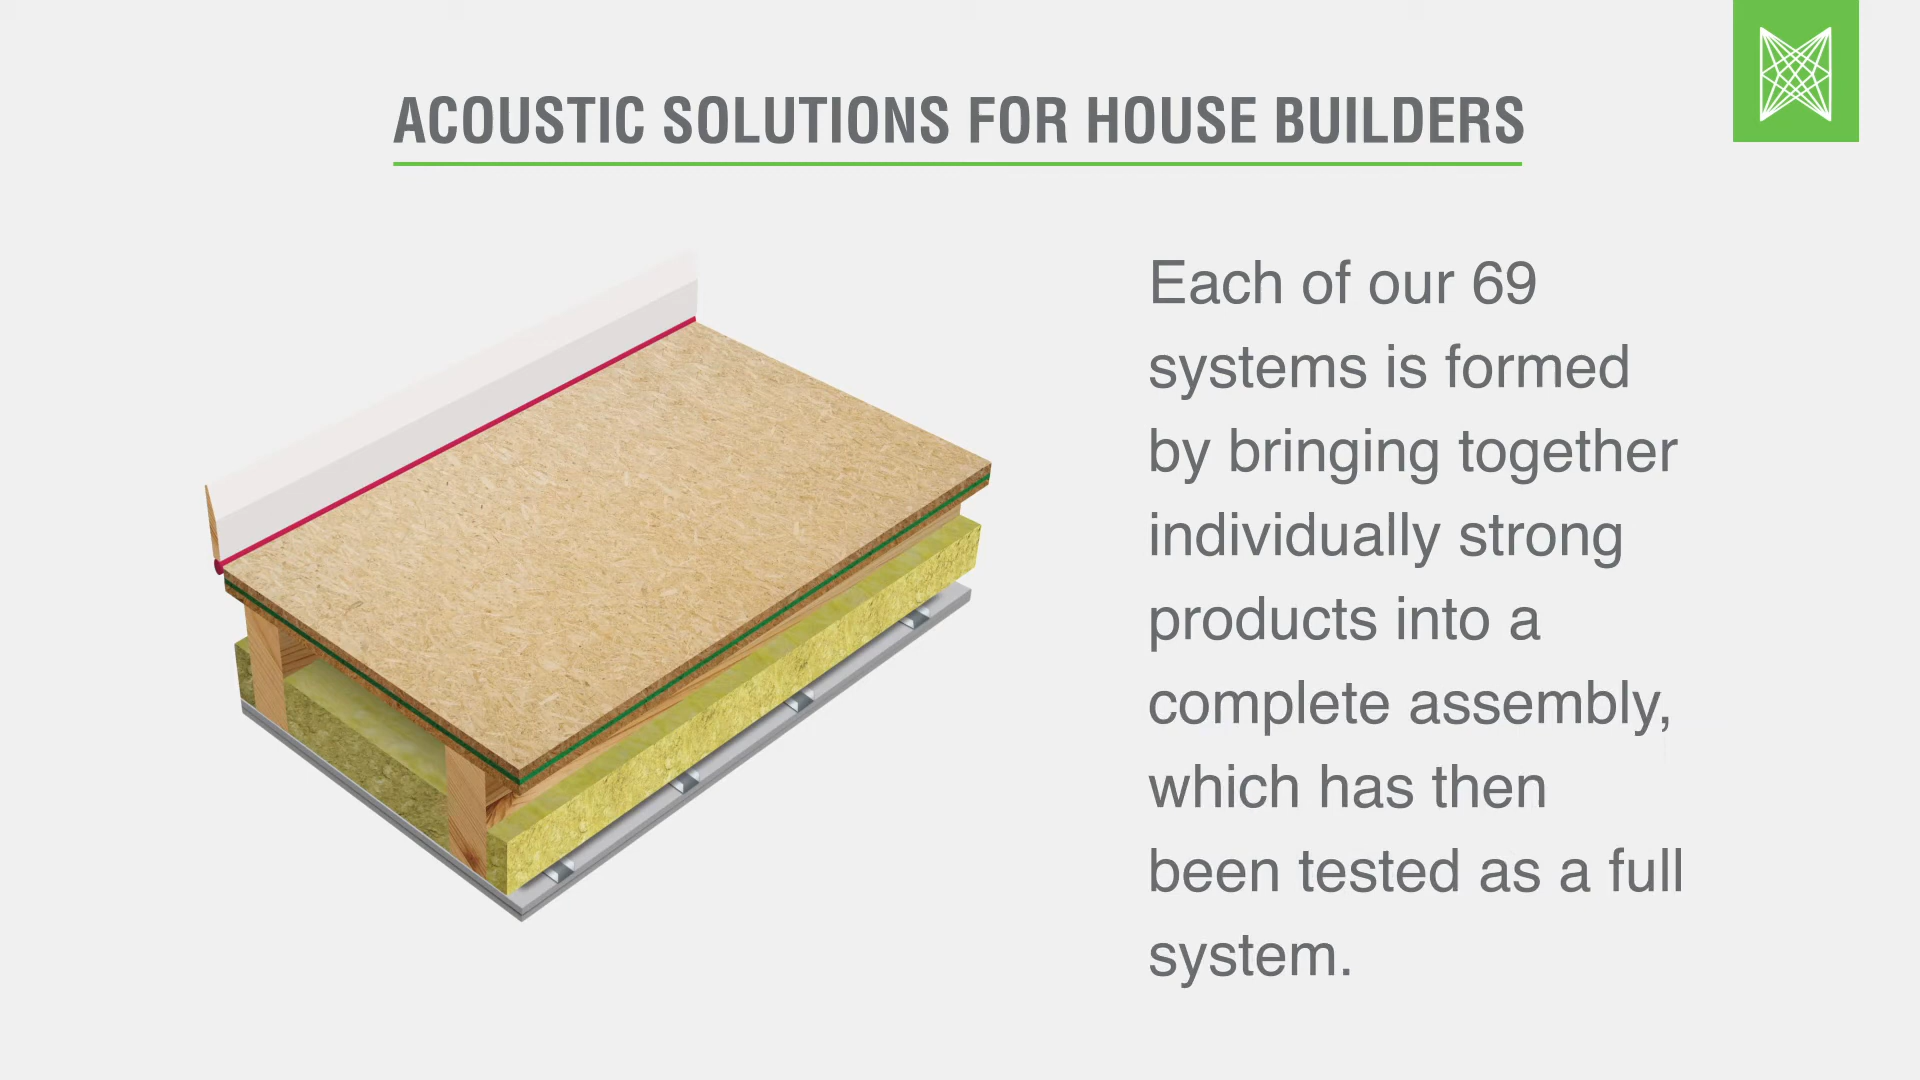 ACOUSTIC SOLUTIONS FOR HOUSE BUILDERS
Each of our 69
systems is formed
by bringing together
individually strong
products into a
complete assembly,
which has then
been tested as a full
system.